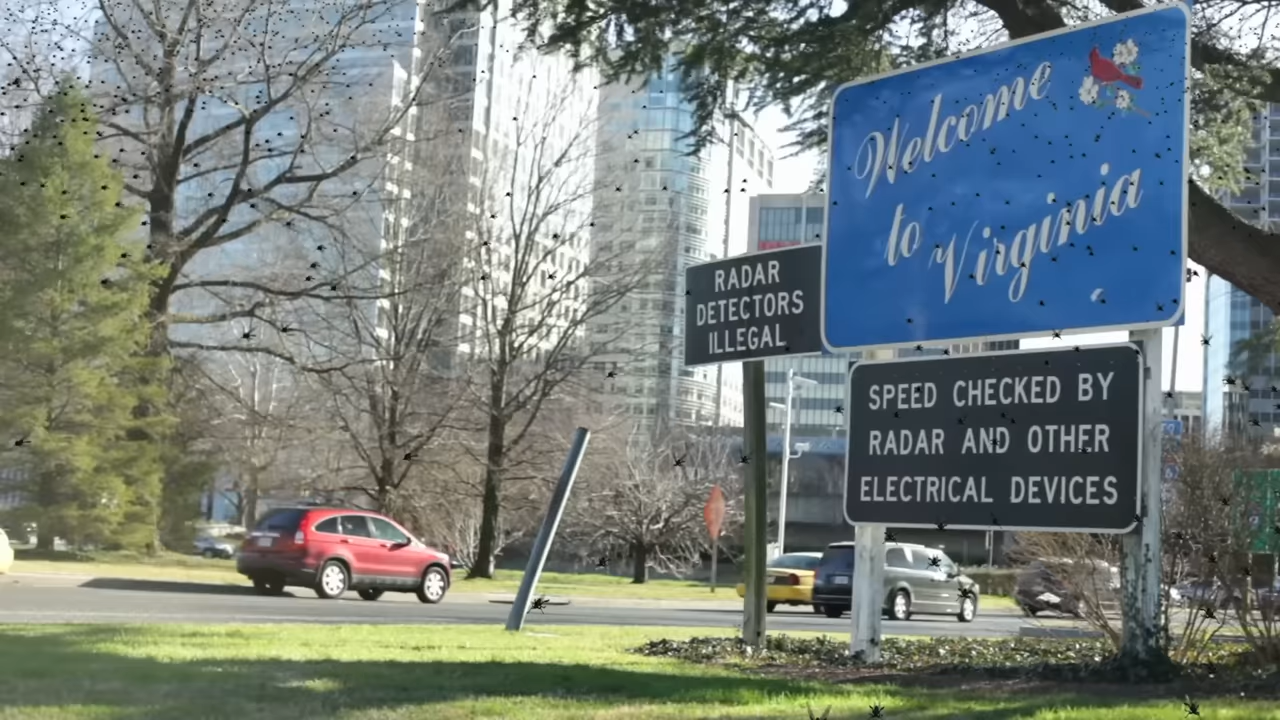 Welcome
to Virginia
RADAR
DETECTORS
ILLEGAL
SPEED CHECKED BY
RADAR AND OTHER
ELECTRICAL DEVICES